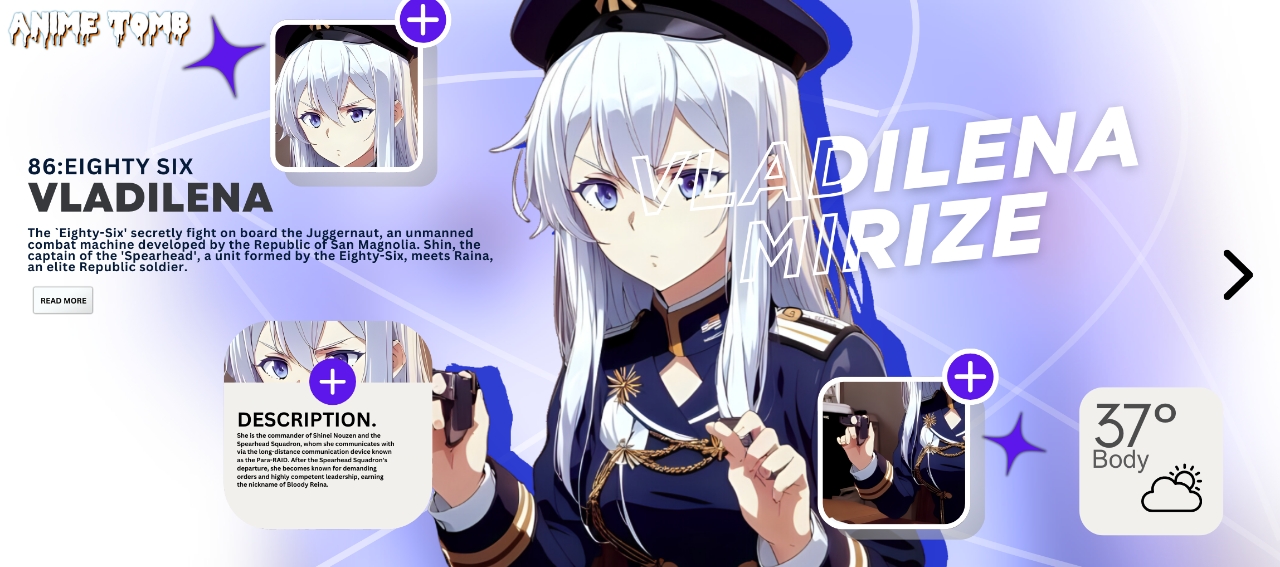 ANIME TOMB
86:EIGHTY SIX
VLADILENA
The `Eighty-Six' secretly fight on board the Juggernaut, an unmanned
combat machine developed by the Republic of San Magnolia. Shin, the
captain of the 'Spearhead', a unit formed by the Eighty-Six, meets Raina,
an elite Republic soldier.
READ MORE
VLADILENA
MIRIZE
DESCRIPTION.
She is the commander of Shinei Nouzen and the
Spearhead Squadron, whom she communicates with
via the long-distance communication device known
as the Para-RAID. After the Spearhead Squadron's
departure, she becomes known for demanding
orders and highly competent leadership, earning
the nickname of Bloody Reina.
37°
Body